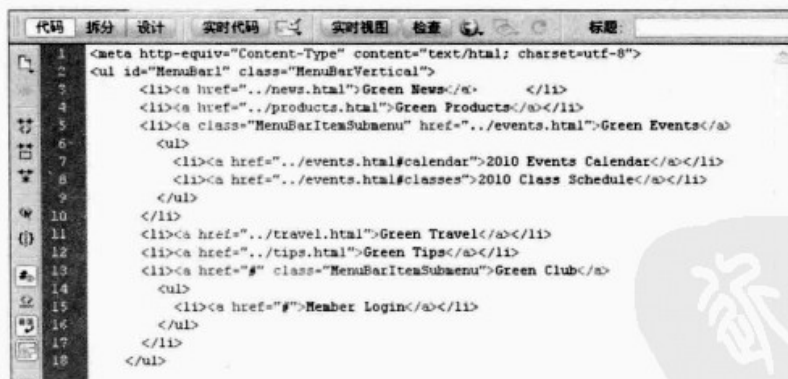 代码 拆分 设计 实时代码 实时视图 检查 标题:
1 <meta http-equiv="Content-Type" content="text/html; charset=utf-8">
2 <ul id="MenuBar1" class="MenuBarVertical">
3 <li><a href="../news.html">Green News</a> </li>
4 <li><a href="../products.html">Green Products</a></li>
5 <li><a class="MenuBarItemSubmenu" href="../events.html">Green Events</a>
6 <ul>
7 <li><a href="../events.html#calendar">2010 Events Calendar</a></li>
8 <li><a href="../events.html#classes">2010 Class Schedule</a></li>
9 </ul>
10 </li>
11 <li><a href="../travel.html">Green Travel</a></li>
12 <li><a href="../tips.html">Green Tips</a></li>
13 <li><a href="#" class="MenuBarItemSubmenu">Green Club</a>
14 <ul>
15 <li><a href="#">Member Login</a></li>
16 </ul>
17 </li>
18 </ul>